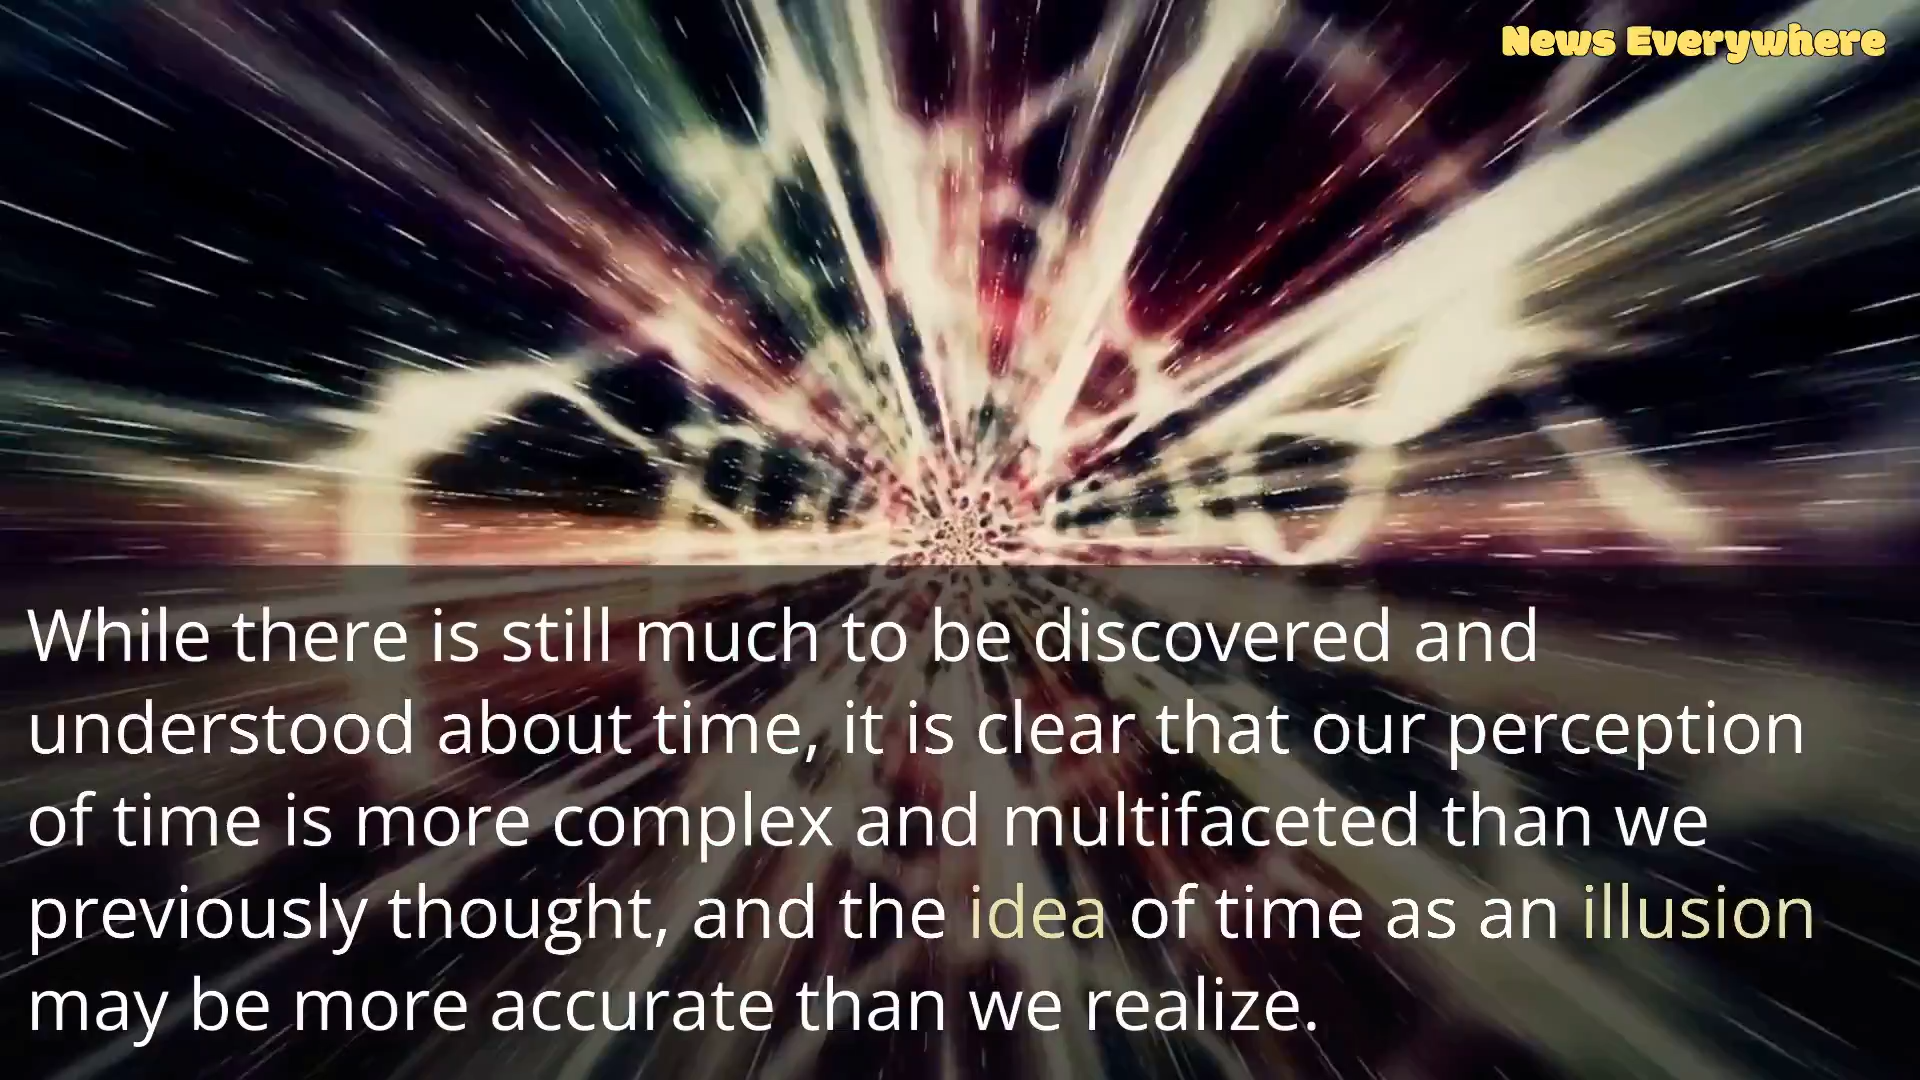 News Everywhere
While there is still much to be discovered and
understood about time, it is clear that our perception
of time is more complex and multifaceted than we
previously thought, and the idea of time as an illusion
may be more accurate than we realize.